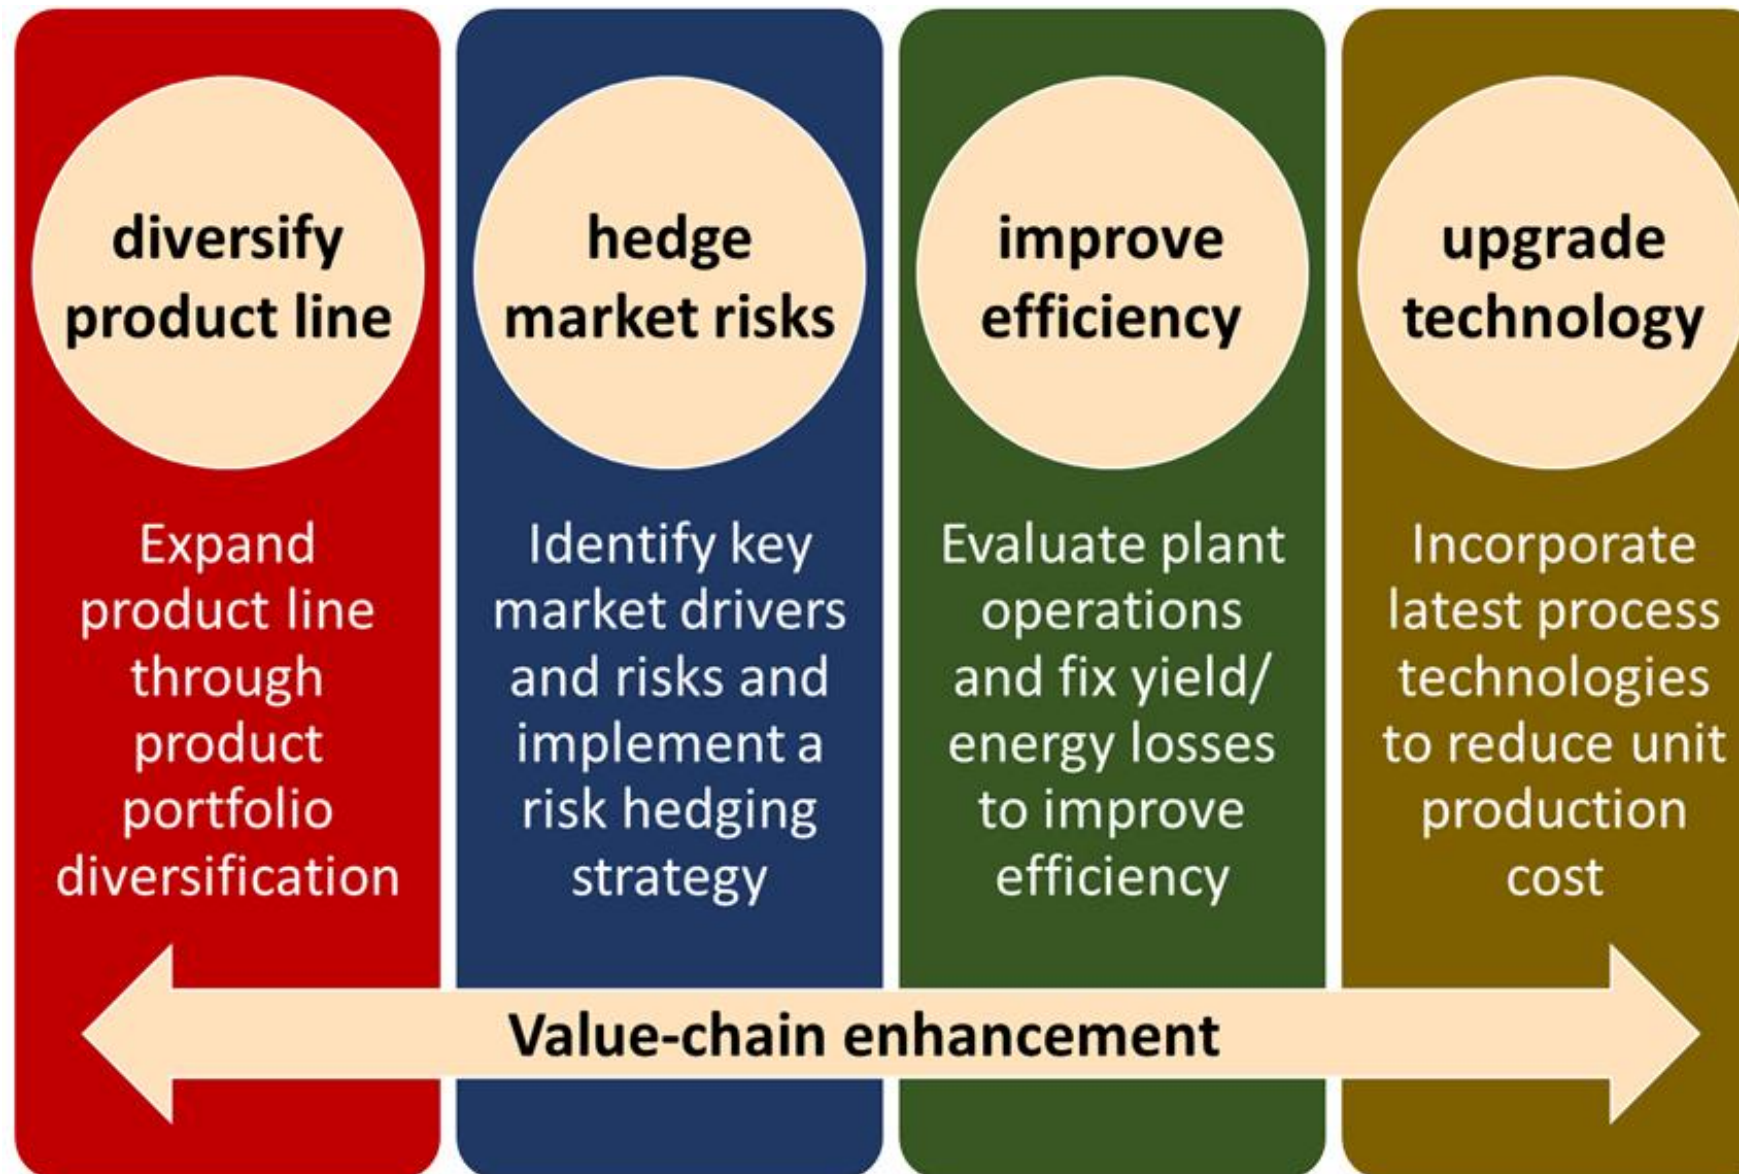 diversify
product line
Expand
product line
through
product
portfolio
diversification
hedge
market risks
Identify key
market drivers
and risks and
implement a
risk hedging
strategy
improve
efficiency
Evaluate plant
operations
and fix yield/
energy losses
to improve
efficiency
upgrade
technology
Incorporate
latest process
technologies
to reduce unit
production
cost
Value-chain enhancement